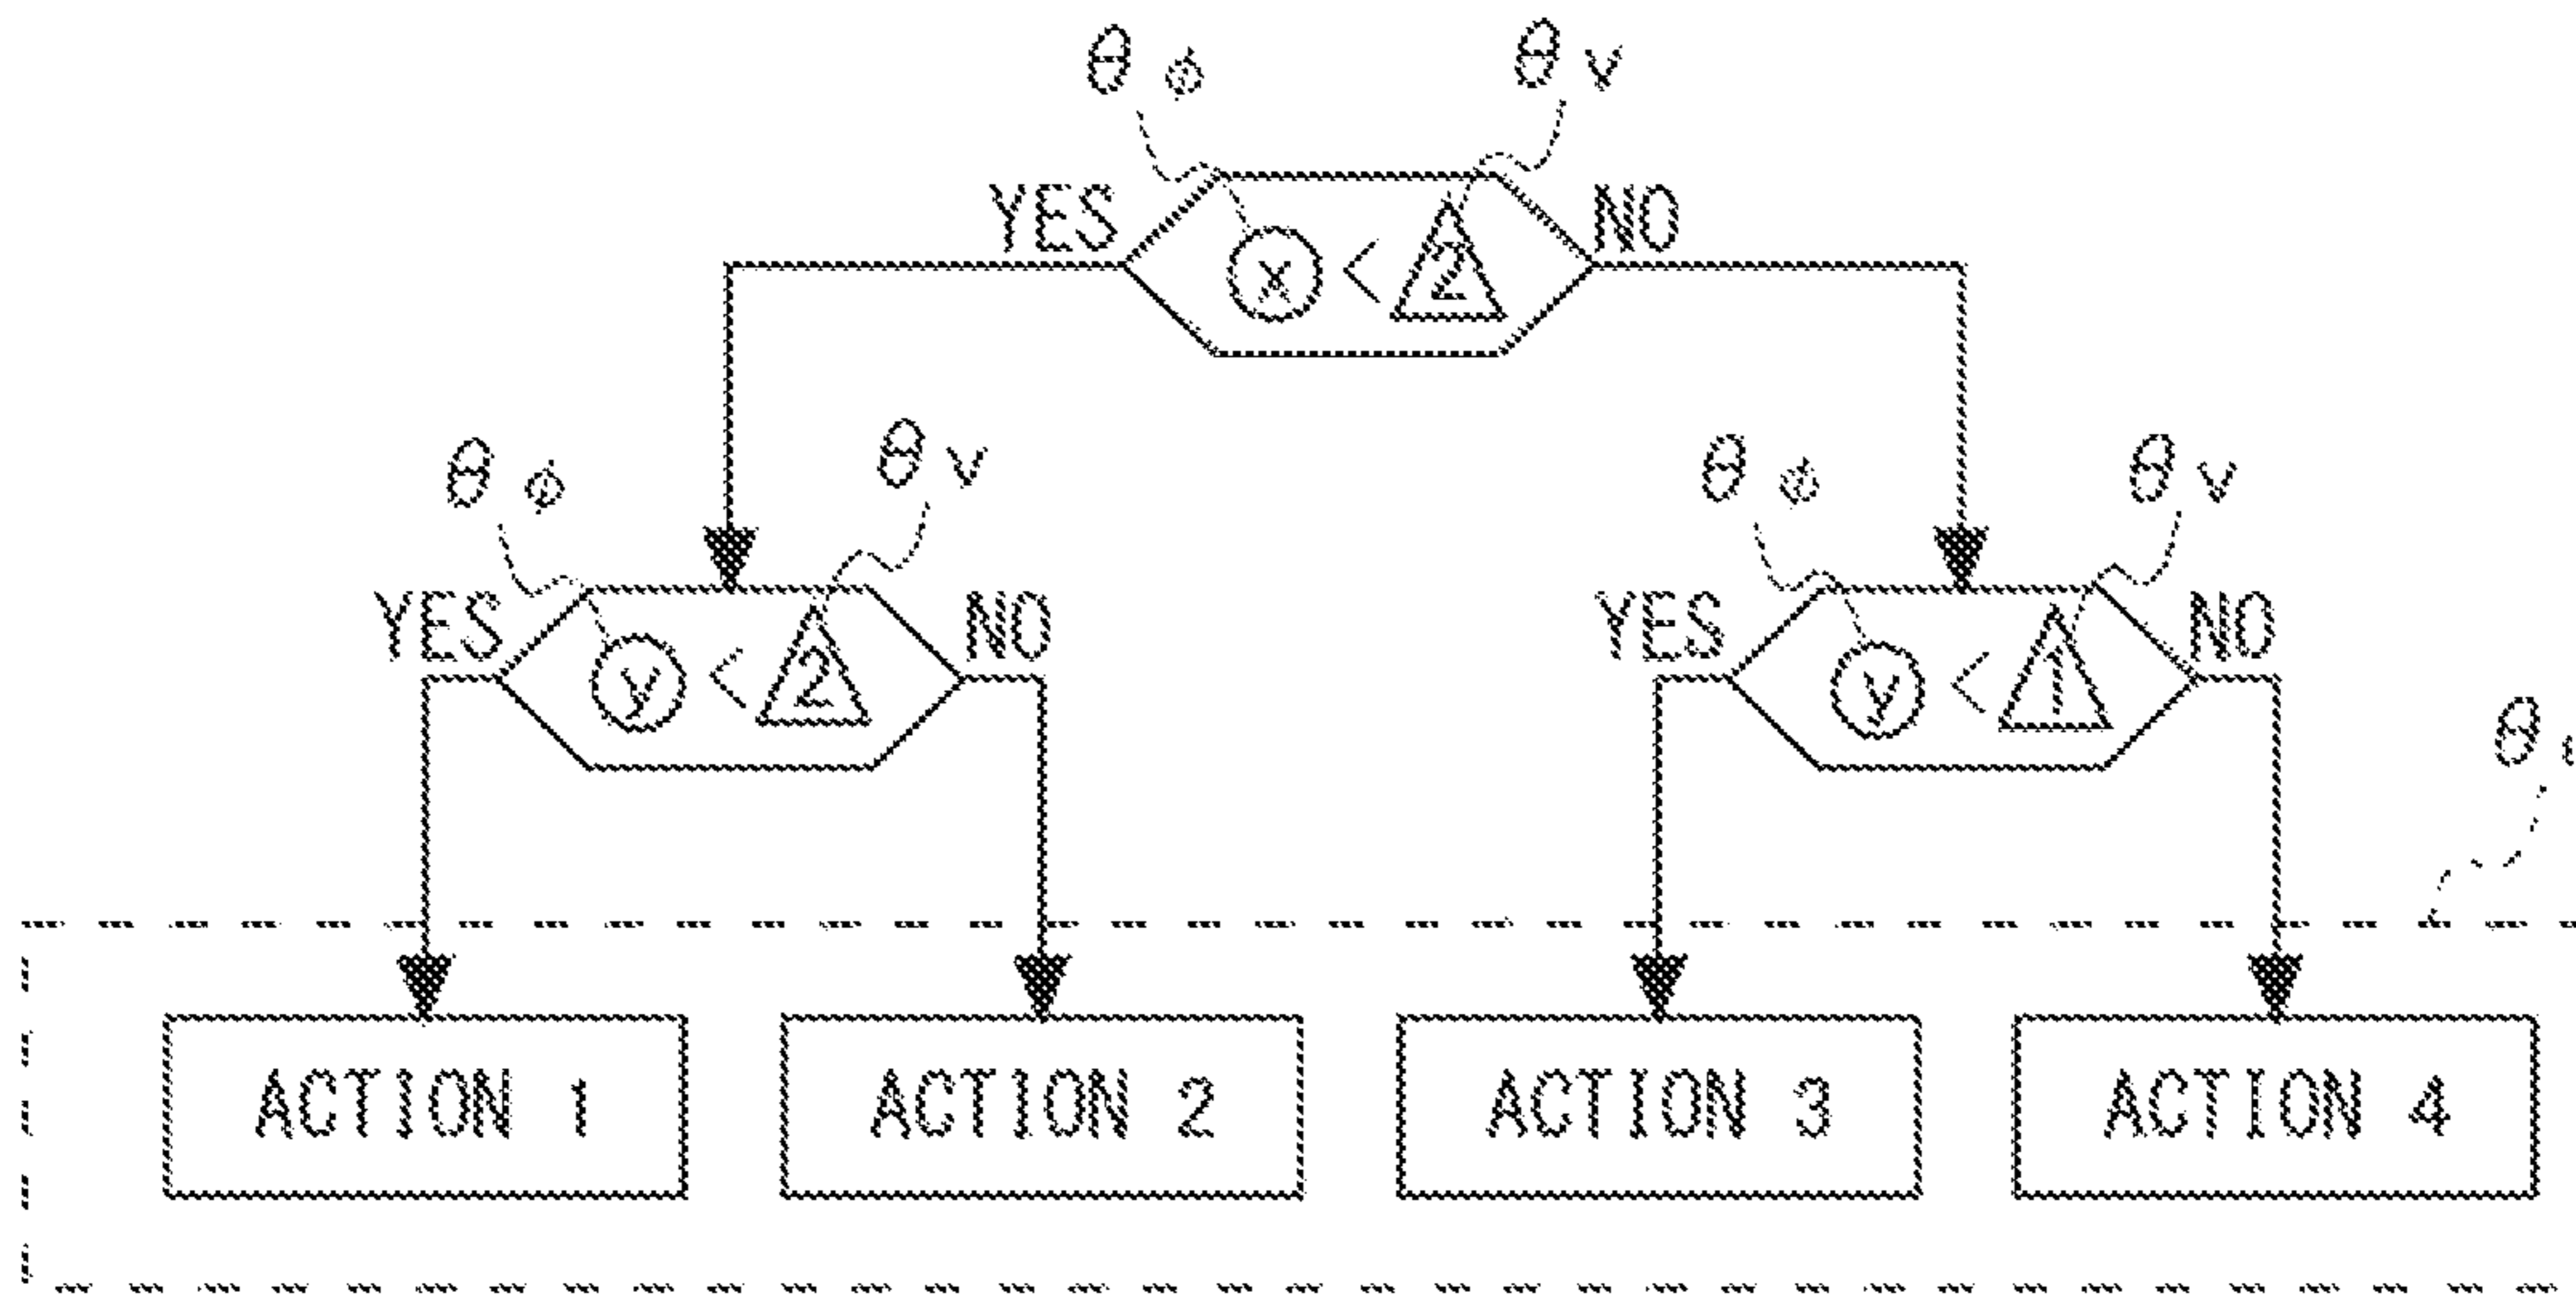 θφ θv
YES x < 2 NO
θφ θv θφ θv
YES y < 2 NO YES y < 1 NO
θ
ACTION 1 ACTION 2 ACTION 3 ACTION 4